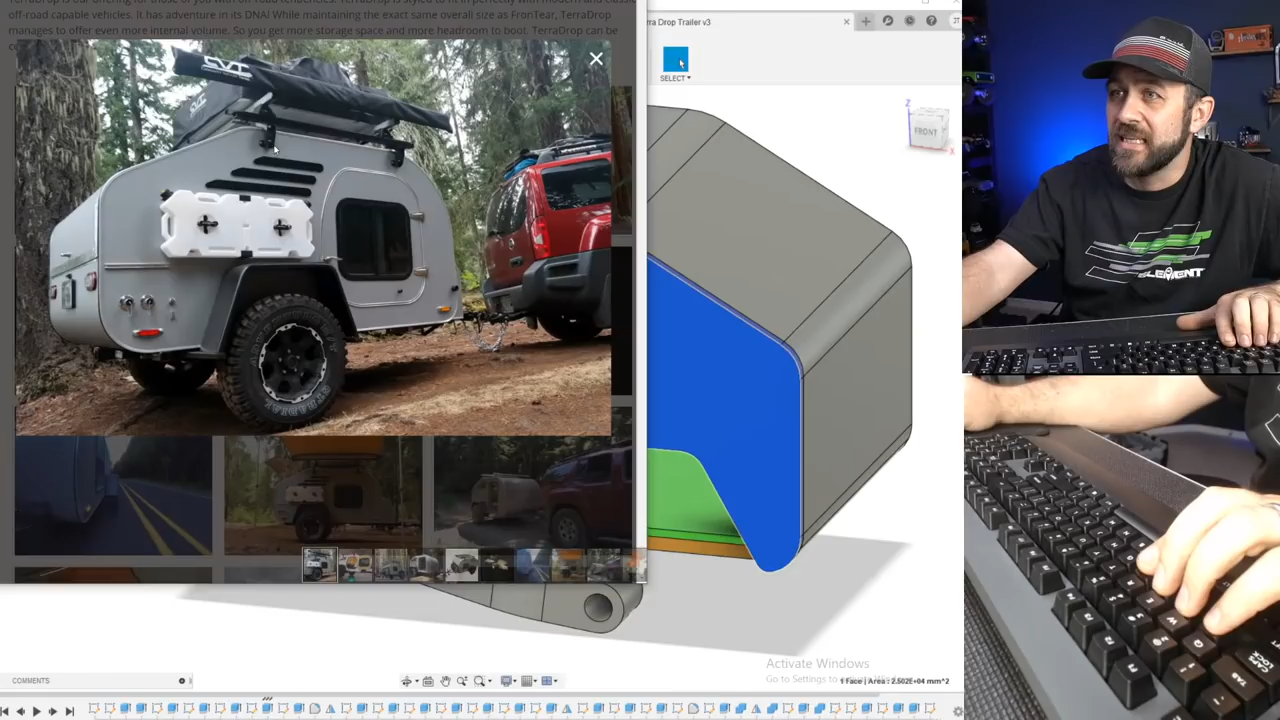 TerraDrop is our offering for those of you with off road tendencies. TerraDrop is styled to fit in perfectly with modern and classic
off-road capable vehicles. It has adventure in its DNA! While maintaining the exact same overall size as FronTear, TerraDrop
manages to offer even more internal volume. So you get more storage space and more headroom to boot. TerraDrop can be
rra Drop Trailer v3
SELECT
Z
FRONT
X
CVT
ELEMENT
COMMENTS
Activate Windows
Go to Settings to
1 Face | Area : 2.502E+04 mm^2